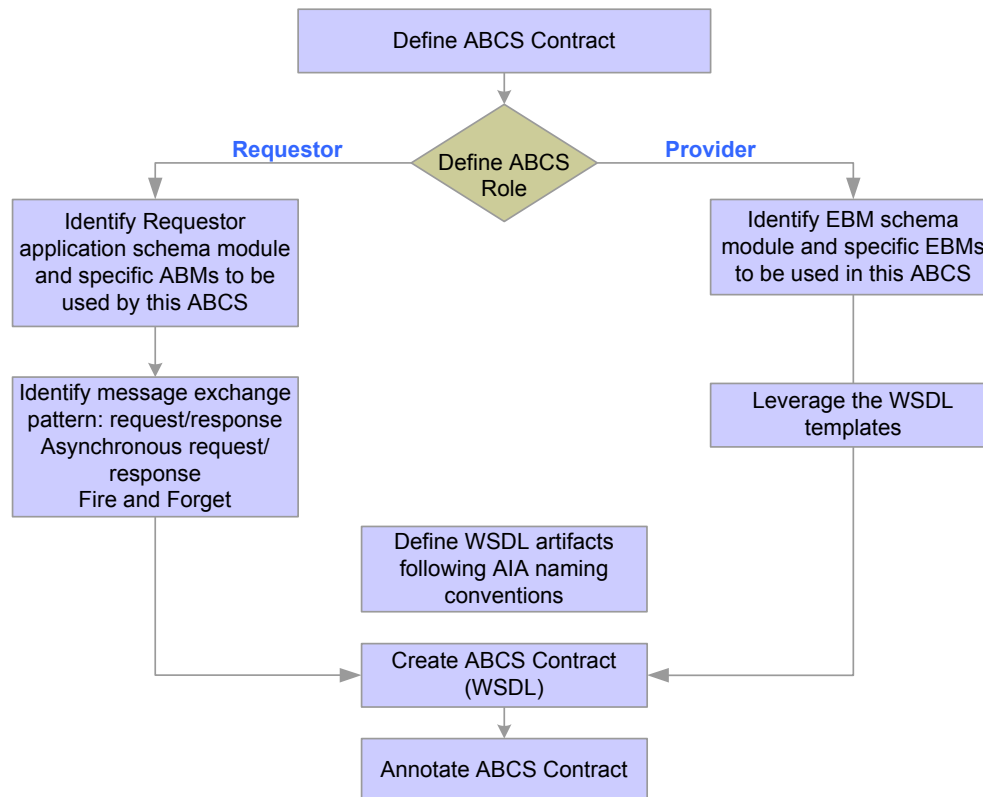 Define ABCS Contract
Requestor
Provider
Define ABCS
Role
Identify Requestor
application schema module
and specific ABMs to be
used by this ABCS
Identify EBM schema
module and specific EBMs
to be used in this ABCS
Identify message exchange
pattern: request/response
Asynchronous request/
response
Fire and Forget
Leverage the WSDL
templates
Define WSDL artifacts
following AIA naming
conventions
Create ABCS Contract
(WSDL)
Annotate ABCS Contract